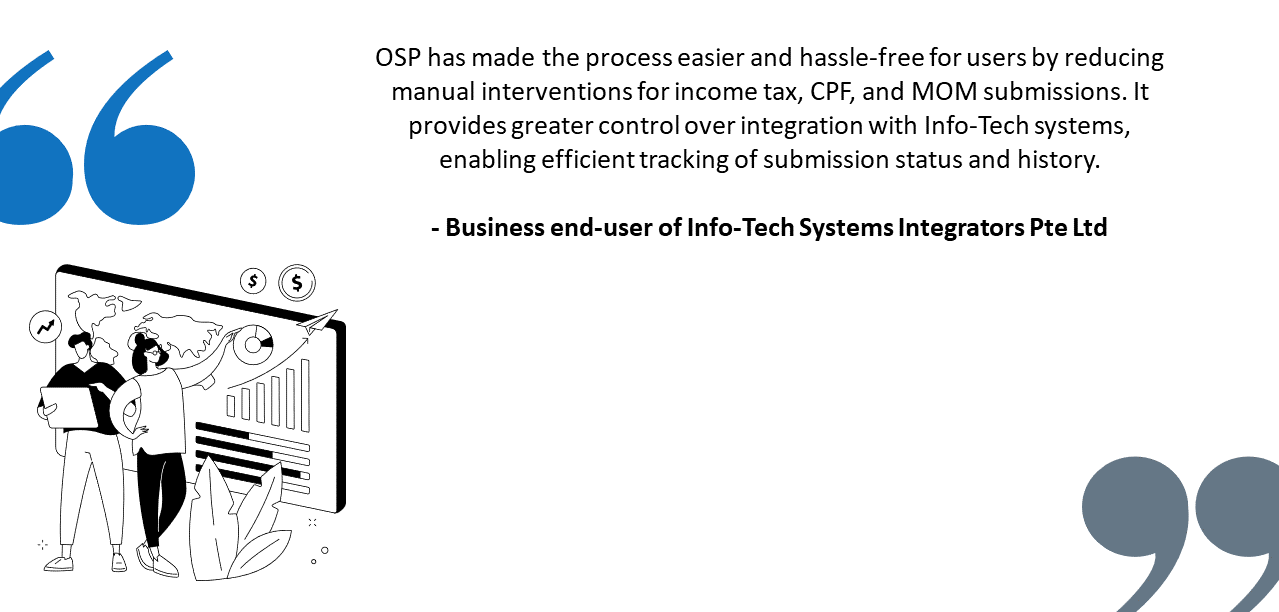 OSP has made the process easier and hassle-free for users by reducing
manual interventions for income tax, CPF, and MOM submissions. It
provides greater control over integration with Info-Tech systems,
enabling efficient tracking of submission status and history.
- Business end-user of Info-Tech Systems Integrators Pte Ltd
$ $